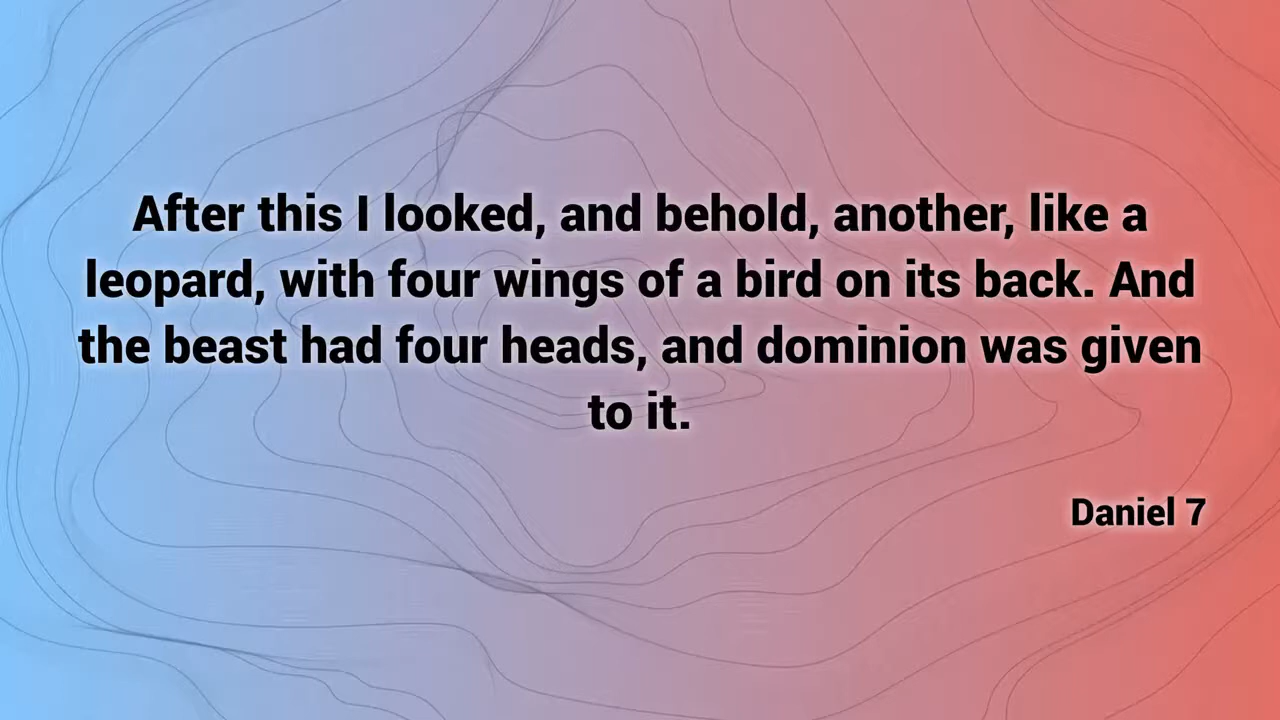 After this I looked, and behold, another, like a
leopard, with four wings of a bird on its back. And
the beast had four heads, and dominion was given
to it.
Daniel 7